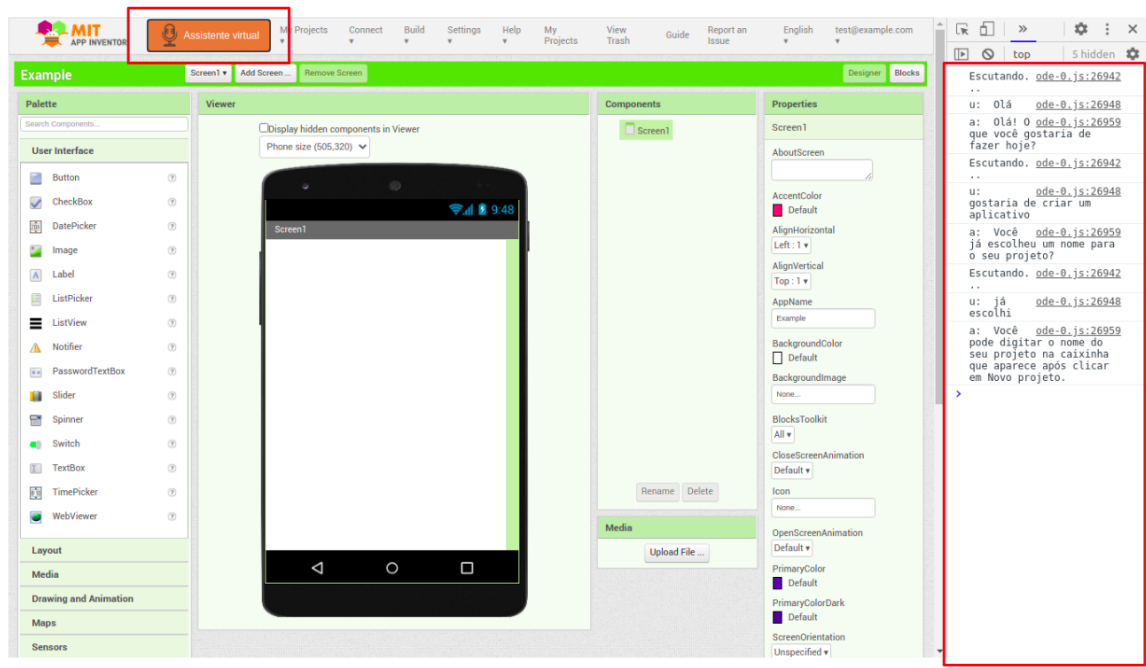 MIT
APP INVENTOR
Assistente virtual
My Projects
Connect
Build
Settings
Help
My Projects
View Trash
Guide
Report an Issue
English
test@example.com
Example
Screen1
Add Screen ...
Remove Screen
Designer
Blocks
Palette
Search Components...
User Interface
Button
CheckBox
DatePicker
Image
Label
ListPicker
ListView
Notifier
PasswordTextBox
Slider
Spinner
Switch
TextBox
TimePicker
WebViewer
Layout
Media
Drawing and Animation
Maps
Sensors
Viewer
Display hidden components in Viewer
Phone size (505,320)
9:48
Screen1
Components
Screen1
Rename
Delete
Media
Upload File ...
Properties
Screen1
AboutScreen
AccentColor
Default
AlignHorizontal
Left : 1
AlignVertical
Top : 1
AppName
Example
BackgroundColor
Default
BackgroundImage
None...
BlocksToolkit
All
CloseScreenAnimation
Default
Icon
None...
OpenScreenAnimation
Default
PrimaryColor
Default
PrimaryColorDark
Default
ScreenOrientation
Unspecified
top
5 hidden
Escutando. ode-0.js:26942
..
u: Olá ode-0.js:26948
a: Olá! O ode-0.js:26959
que você gostaria de
fazer hoje?
Escutando. ode-0.js:26942
..
u: ode-0.js:26948
gostaria de criar um
aplicativo
a: Você ode-0.js:26959
já escolheu um nome para
o seu projeto?
Escutando. ode-0.js:26942
..
u: já ode-0.js:26948
escolhi
a: Você ode-0.js:26959
pode digitar o nome do
seu projeto na caixinha
que aparece após clicar
em Novo projeto.